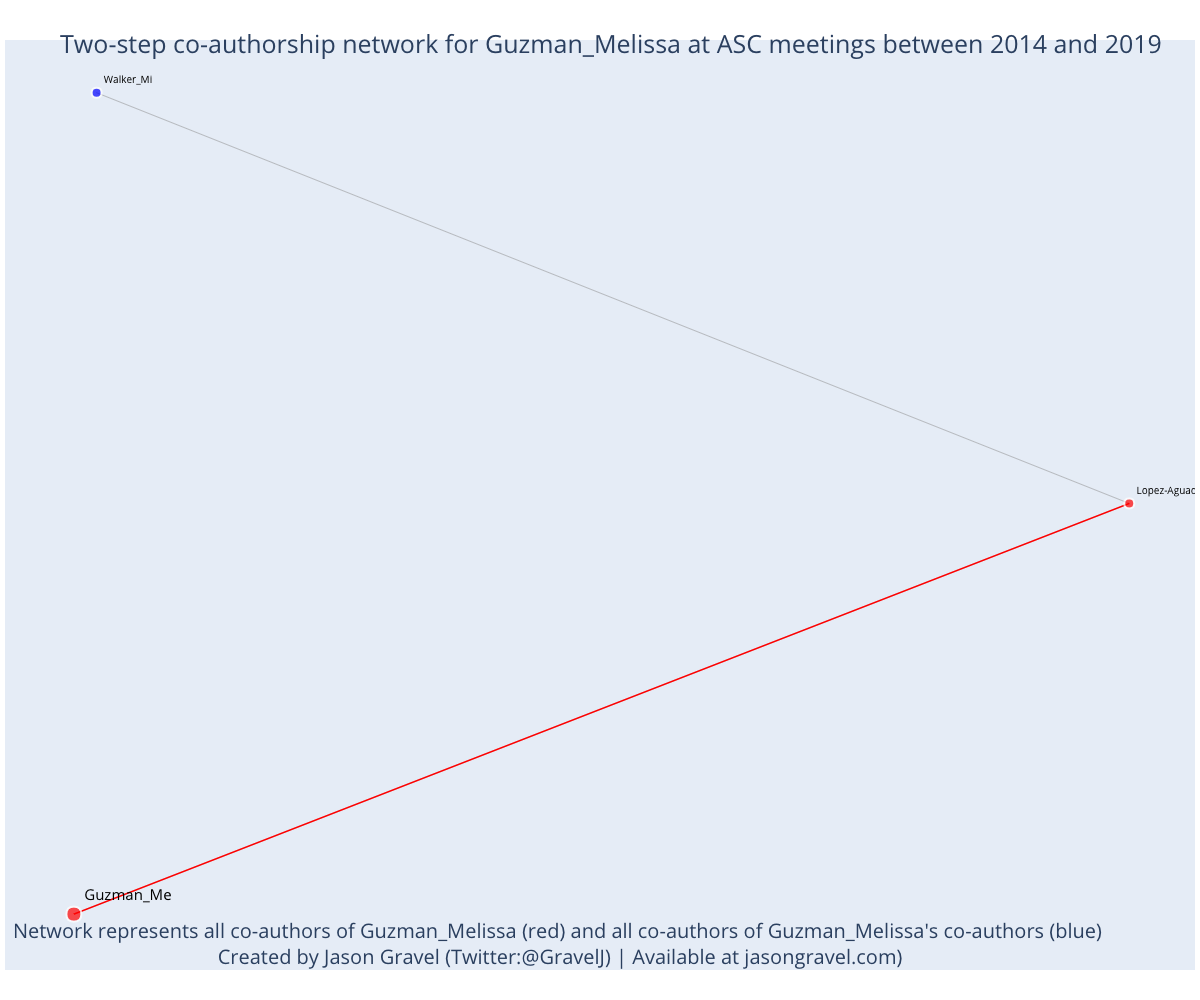 Two-step co-authorship network for Guzman_Melissa at ASC meetings between 2014 and 2019
Walker_Mi
Lopez-Aguad
Guzman_Me
Network represents all co-authors of Guzman_Melissa (red) and all co-authors of Guzman_Melissa's co-authors (blue)
Created by Jason Gravel (Twitter:@GravelJ) | Available at jasongravel.com)